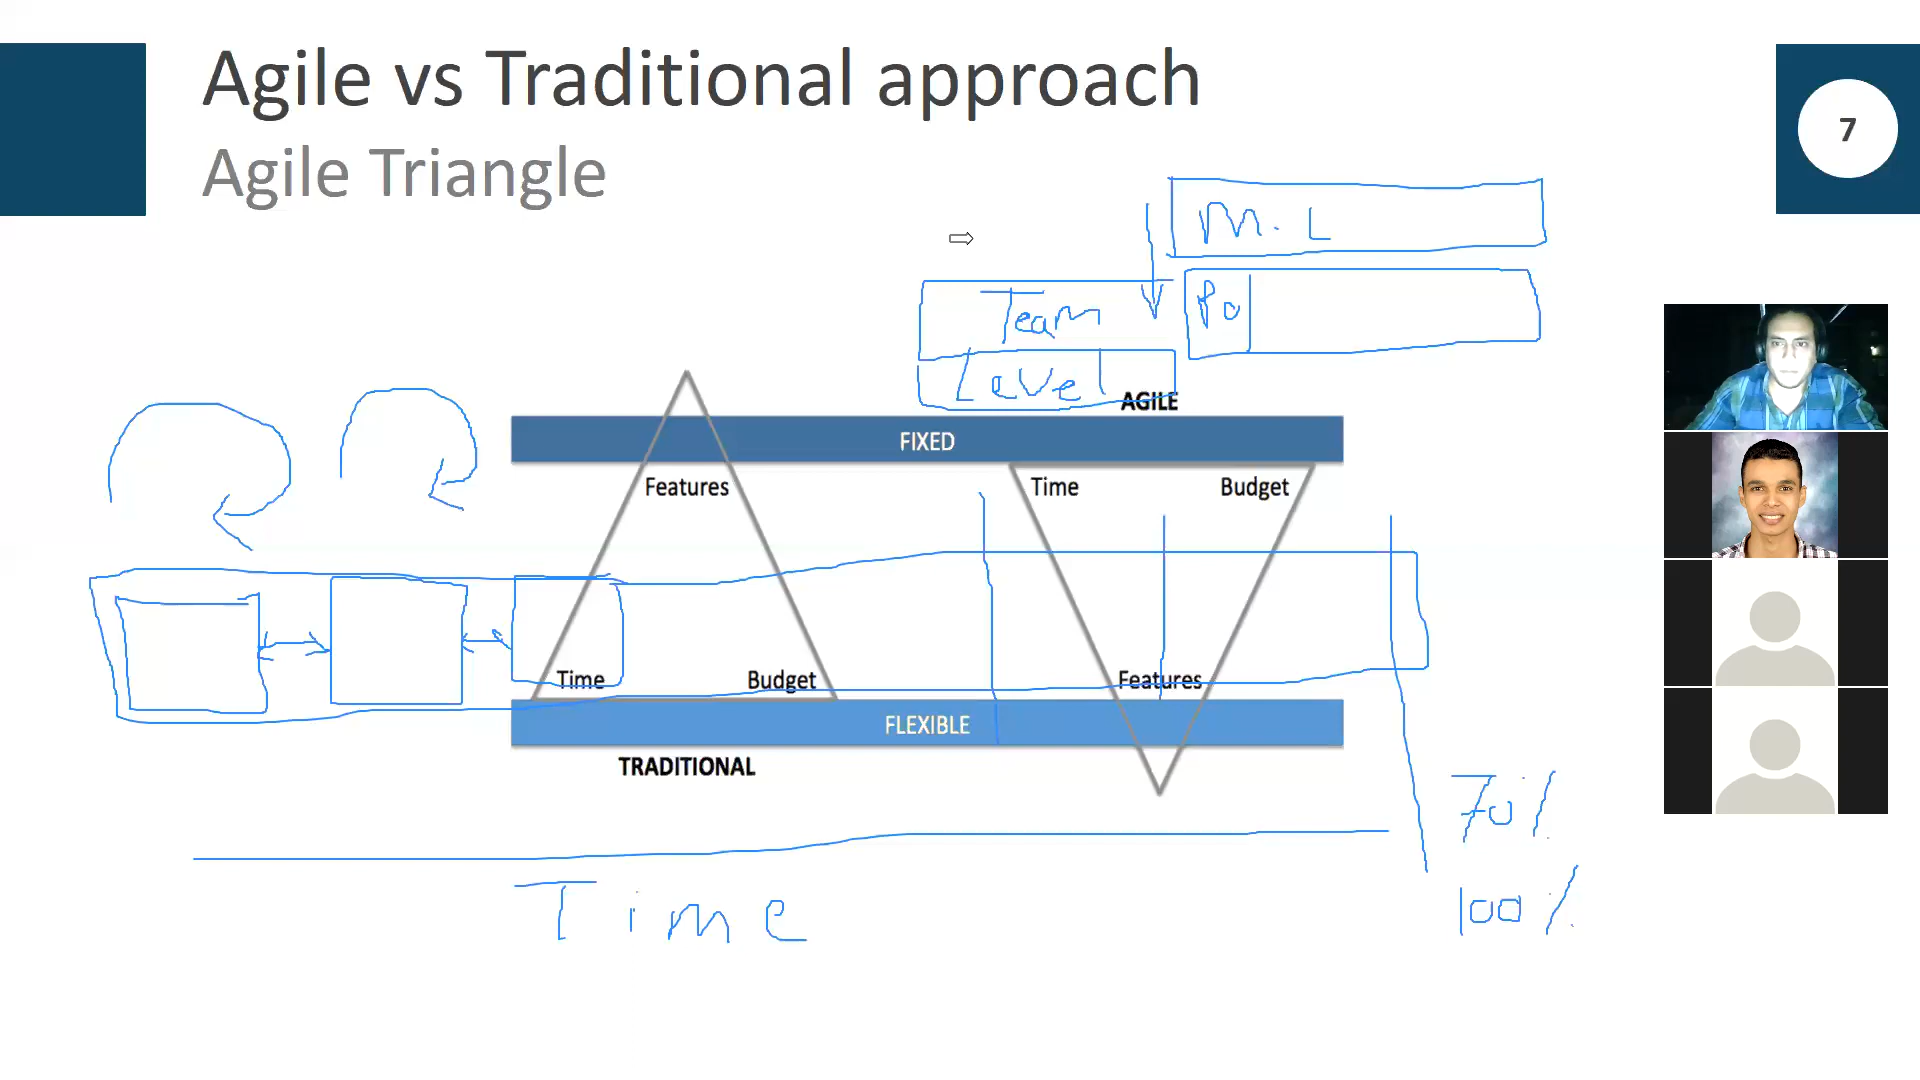 Agile vs Traditional approach
7
Agile Triangle
M. L
Team
Po
Level
AGILE
FIXED
Features
Time
Budget
Time
Budget
Features
FLEXIBLE
TRADITIONAL
70%
Time
100%